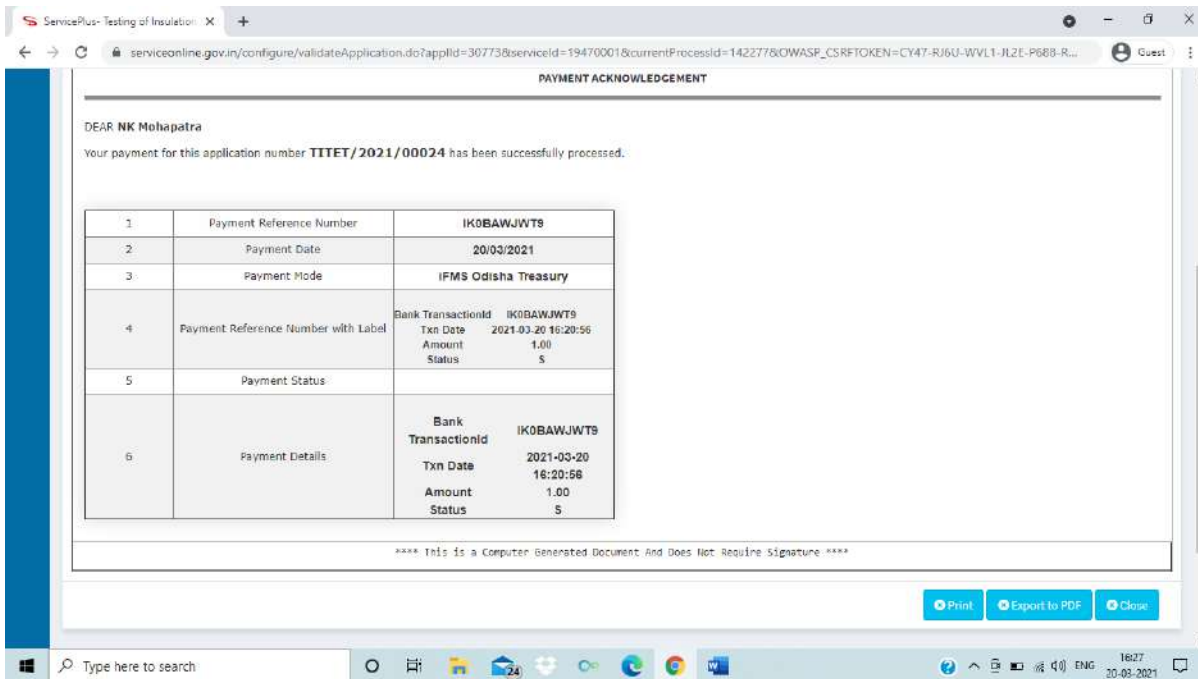 ServicePlus- Testing of Insulation
serviceonline.gov.in/configure/validateApplication.do?applId=30773&serviceId=19470001&currentProcessId=142277&OWASP_CSRFTOKEN=CY47-RJ6U-WVL1-JL2E-P688-R...
Guest
PAYMENT ACKNOWLEDGEMENT
DEAR NK Mohapatra
Your payment for this application number TITET/2021/00024 has been successfully processed.
1 Payment Reference Number IK0BAWJWT9
2 Payment Date 20/03/2021
3 Payment Mode IFMS Odisha Treasury
4 Payment Reference Number with Label
Bank TransactionId IK0BAWJWT9
Txn Date 2021-03-20 16:20:56
Amount 1.00
Status S
5 Payment Status
6 Payment Details
Bank TransactionId IK0BAWJWT9
Txn Date 2021-03-20 16:20:56
Amount 1.00
Status S
**** This is a Computer Generated Document And Does Not Require Signature ****
Print Export to PDF Close
Type here to search
24
ENG
16:27
20-03-2021